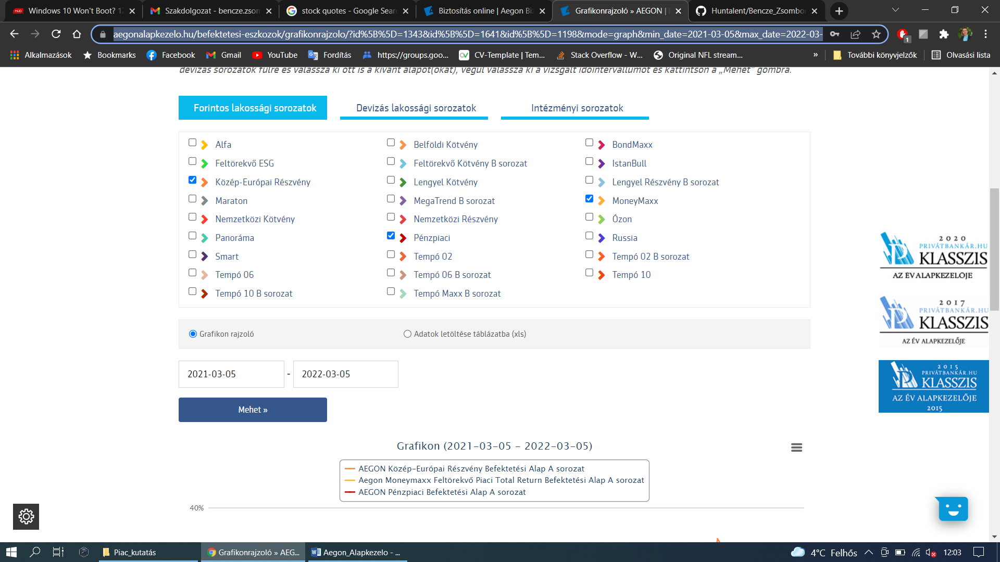 Windows 10 Won't Boot? 12
Szakdolgozat - bencze.zsom
stock quotes - Google Sear
Biztosítás online | Aegon Biz
Grafikonrajzoló » AEGON |
Huntalent/Bencze_Zsombor
aegonalapkezelo.hu/befektetesi-eszkozok/grafikonrajzolo/?id%5B%5D=1343&id%5B%5D=1641&id%5B%5D=1198&mode=graph&min_date=2021-03-05&max_date=2022-03-
1
Alkalmazások
Bookmarks
Facebook
Gmail
YouTube
Fordítás
https://groups.goo...
CV-Template | Tem...
Stack Overflow - W...
Original NFL stream...
»
További könyvjelzők
Olvasási lista
devizás sorozatok fülre és válassza ki ott is a kívánt alapot(okat), végül válassza ki a vizsgált időintervallumot és kattintson a „Mehet" gombra.
Forintos lakossági sorozatok
Devizás lakossági sorozatok
Intézményi sorozatok
Alfa
Belföldi Kötvény
BondMaxx
Feltörekvő ESG
Feltörekvő Kötvény B sorozat
IstanBull
Közép-Európai Részvény
Lengyel Kötvény
Lengyel Részvény B sorozat
Maraton
MegaTrend B sorozat
MoneyMaxx
Nemzetközi Kötvény
Nemzetközi Részvény
Ózon
Panoráma
Pénzpiaci
Russia
Smart
Tempó 02
Tempó 02 B sorozat
Tempó 06
Tempó 06 B sorozat
Tempó 10
Tempó 10 B sorozat
Tempó Maxx B sorozat
Grafikon rajzoló
Adatok letöltése táblázatba (xls)
2021-03-05 - 2022-03-05
Mehet »
2020
PRIVÁTBANKÁR.HU
KLASSZIS
AZ ÉV ALAPKEZELŐJE
2017
PRIVÁTBANKÁR.HU
KLASSZIS
AZ ÉV ALAPKEZELŐJE
2015
PRIVÁTBANKÁR.HU
KLASSZIS
AZ ÉV ALAPKEZELŐJE
2015
Grafikon (2021-03-05 - 2022-03-05)
AEGON Közép-Európai Részvény Befektetési Alap A sorozat
Aegon Moneymaxx Feltörekvő Piaci Total Return Befektetési Alap A sorozat
AEGON Pénzpiaci Befektetési Alap A sorozat
40%
Piac_kutatás
Grafikonrajzoló » AEG...
Aegon_Alapkezelo - ...
4°C Felhős
12:03